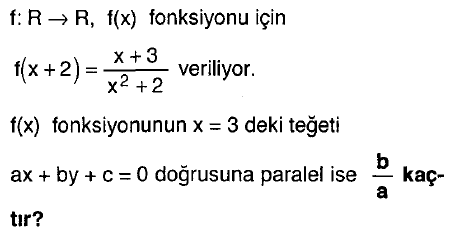 f: R → R, f(x) fonksiyonu için
f(x + 2) = (x + 3) / (x² + 2) veriliyor.
f(x) fonksiyonunun x = 3 deki teğeti
ax + by + c = 0 doğrusuna paralel ise b/a kaç-
tır?